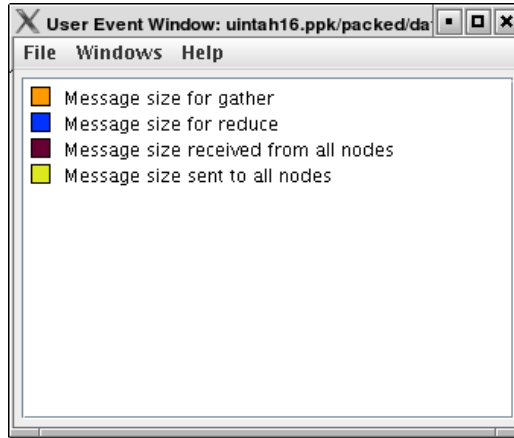 User Event Window: uintah16.ppk/packed/da
File Windows Help
Message size for gather
Message size for reduce
Message size received from all nodes
Message size sent to all nodes